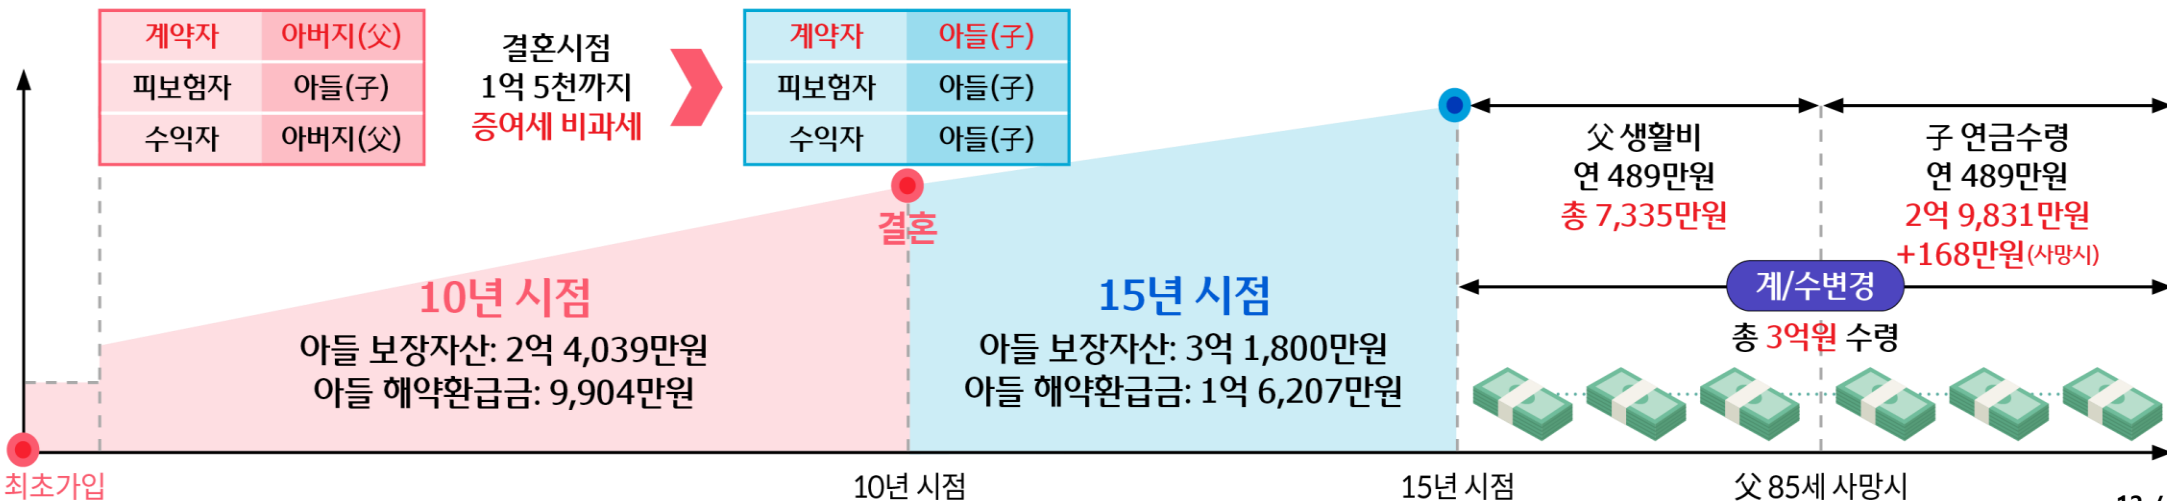 계약자 아버지(父)
피보험자 아들(子)
수익자 아버지(父)
결혼시점
1억 5천까지
증여세 비과세
계약자 아들(子)
피보험자 아들(子)
수익자 아들(子)
결혼
10년 시점
아들 보장자산: 2억 4,039만원
아들 해약환급금: 9,904만원
15년 시점
아들 보장자산: 3억 1,800만원
아들 해약환급금: 1억 6,207만원
父 생활비
연 489만원
총 7,335만원
子 연금수령
연 489만원
2억 9,831만원
+168만원(사망시)
계/수변경
총 3억원 수령
최초가입
10년 시점
15년 시점
父 85세 사망시